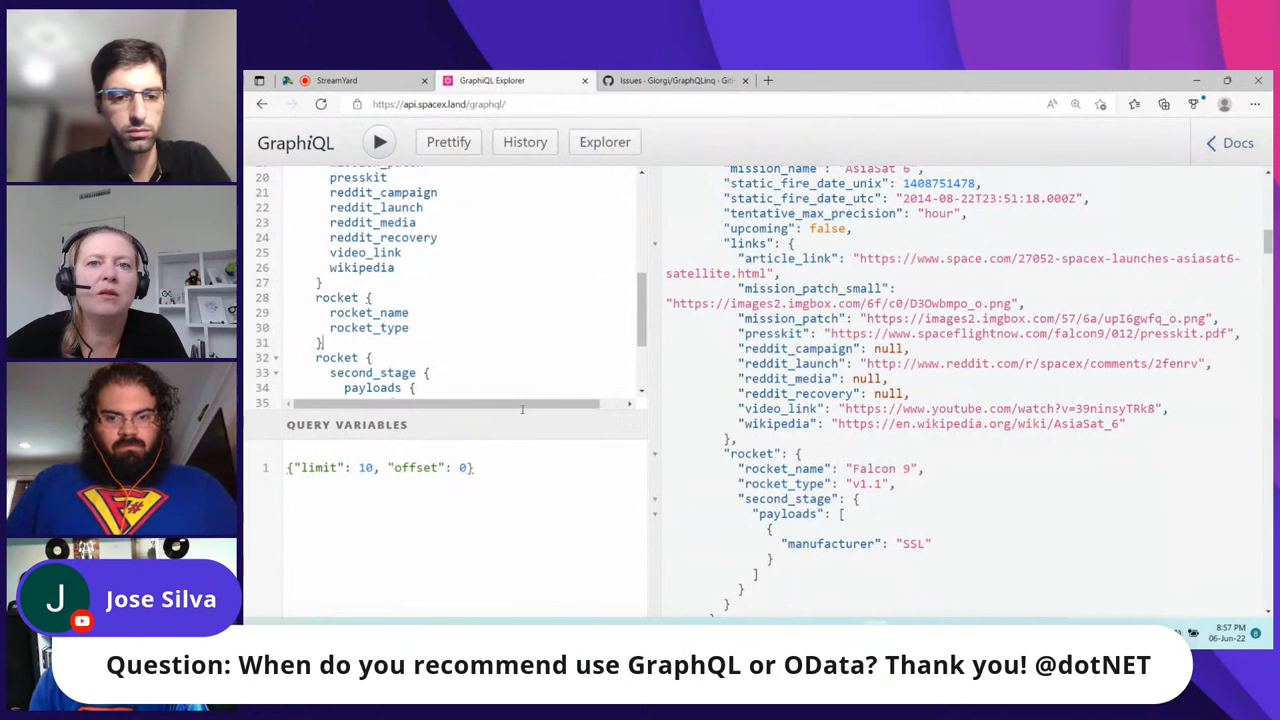 StreamYard
GraphiQL Explorer
Issues · Giorgi/GraphQLinq · Git
https://api.spacex.land/graphql/
GraphiQL
Prettify
History
Explorer
Docs
20 presskit
21 reddit_campaign
22 reddit_launch
23 reddit_media
24 reddit_recovery
25 video_link
26 wikipedia
27 }
28 rocket {
29 rocket_name
30 rocket_type
31 }
32 rocket {
33 second_stage {
34 payloads {
35
QUERY VARIABLES
1 {"limit": 10, "offset": 0}
"mission_name": "AsiaSat 6",
"static_fire_date_unix": 1408751478,
"static_fire_date_utc": "2014-08-22T23:51:18.000Z",
"tentative_max_precision": "hour",
"upcoming": false,
"links": {
"article_link": "https://www.space.com/27052-spacex-launches-asiasat6-
satellite.html",
"mission_patch_small":
"https://images2.imgbox.com/6f/c0/D3Owbmpo_o.png",
"mission_patch": "https://images2.imgbox.com/57/6a/upI6gwfq_o.png",
"presskit": "https://www.spaceflightnow.com/falcon9/012/presskit.pdf",
"reddit_campaign": null,
"reddit_launch": "http://www.reddit.com/r/spacex/comments/2fenrv",
"reddit_media": null,
"reddit_recovery": null,
"video_link": "https://www.youtube.com/watch?v=39ninsyTRk8",
"wikipedia": "https://en.wikipedia.org/wiki/AsiaSat_6"
},
"rocket": {
"rocket_name": "Falcon 9",
"rocket_type": "v1.1",
"second_stage": {
"payloads": [
{
"manufacturer": "SSL"
}
]
}
}
8:57 PM
06-Jun-22
8
F#
J
Jose Silva
Question: When do you recommend use GraphQL or OData? Thank you! @dotNET